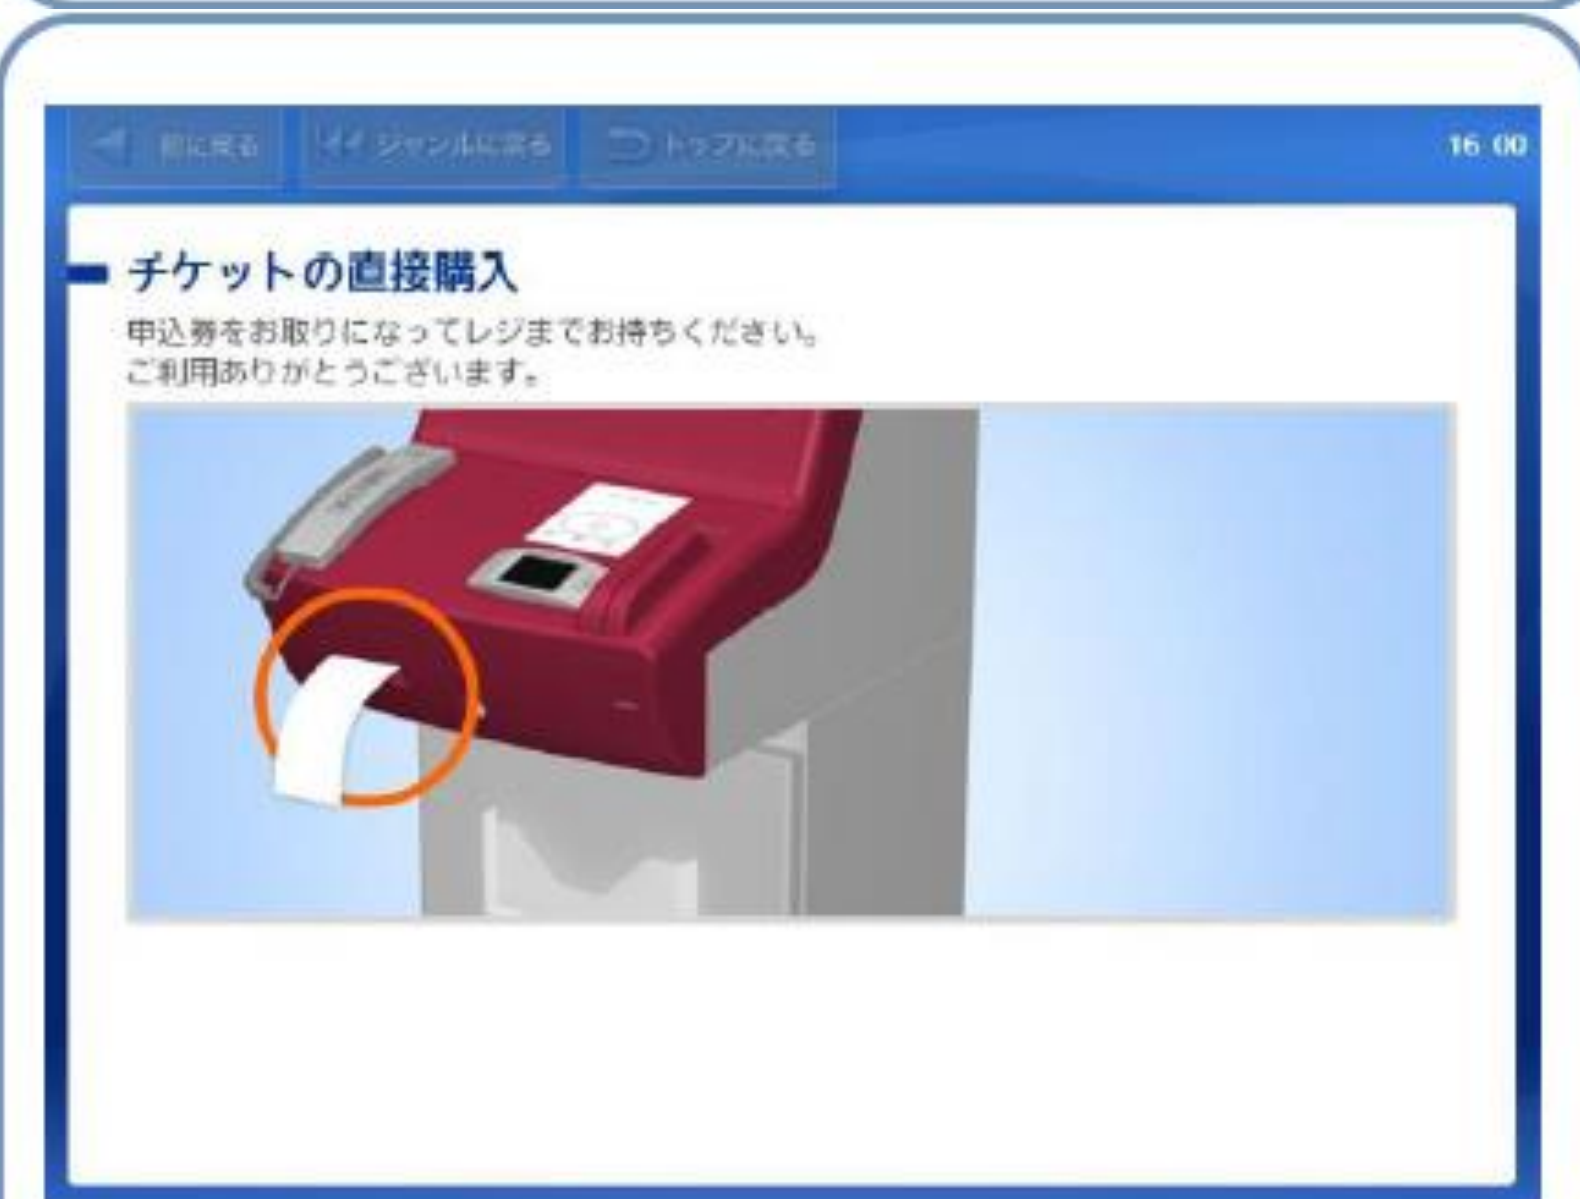 前に戻る
ジャンルに戻る
トップに戻る
16 00
チケットの直接購入
申込券をお取りになってレジまでお持ちください。
ご利用ありがとうございます。